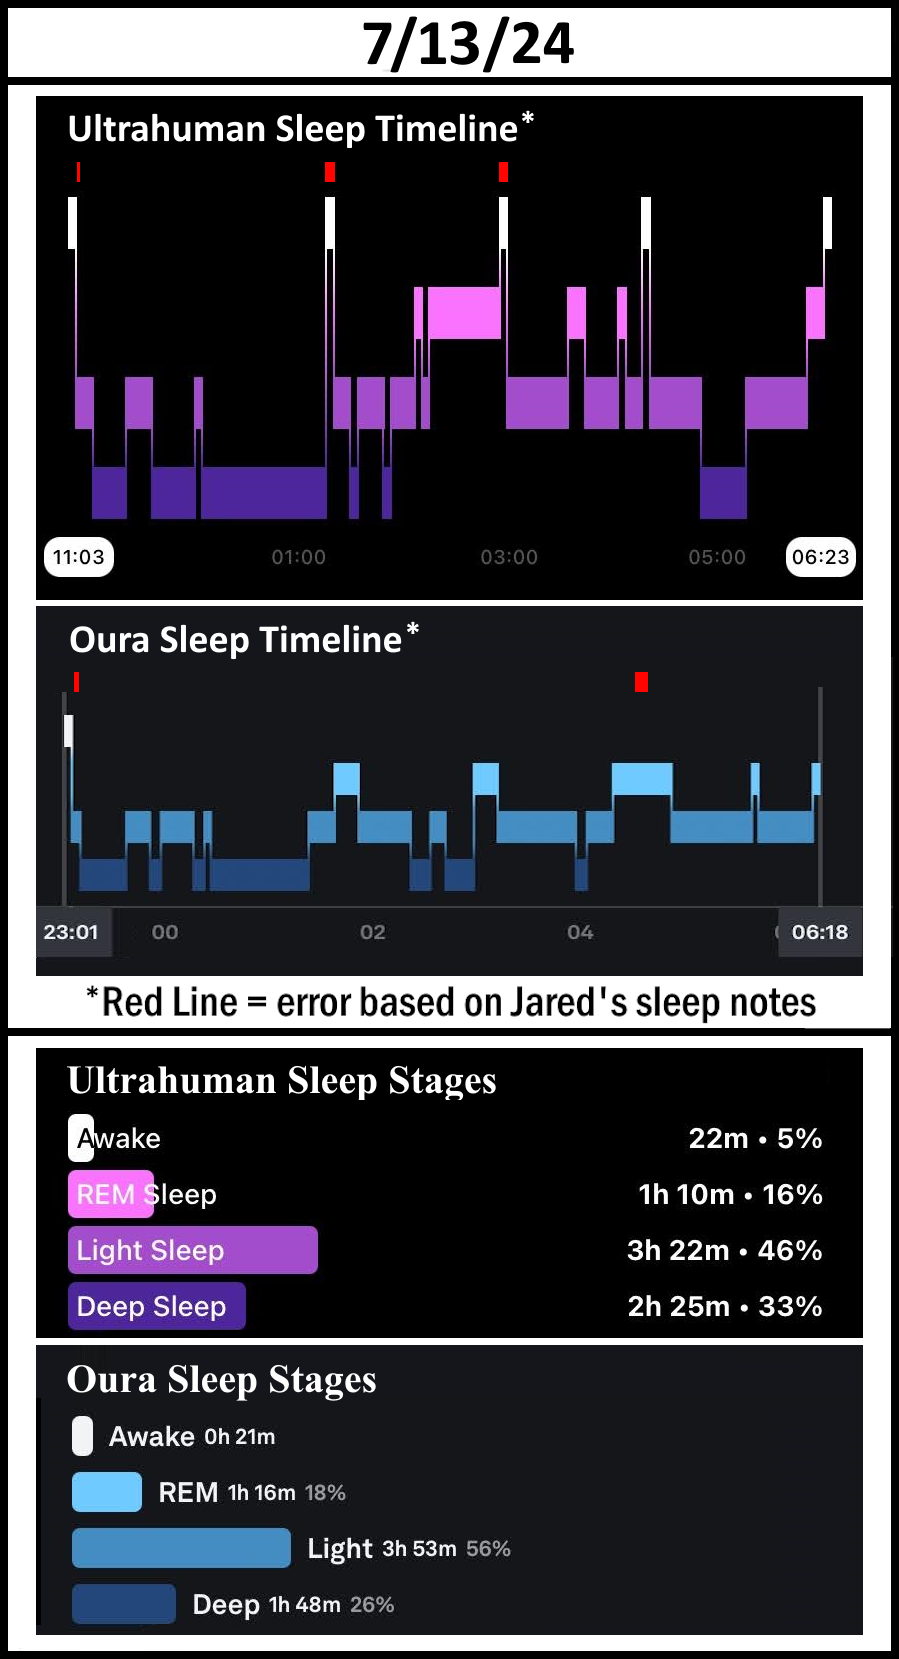 7/13/24
Ultrahuman Sleep Timeline*
11:03 01:00 03:00 05:00 06:23
Oura Sleep Timeline*
23:01 00 02 04 06:18
*Red Line = error based on Jared's sleep notes
Ultrahuman Sleep Stages
Awake 22m • 5%
REM Sleep 1h 10m • 16%
Light Sleep 3h 22m • 46%
Deep Sleep 2h 25m • 33%
Oura Sleep Stages
Awake 0h 21m
REM 1h 16m 18%
Light 3h 53m 56%
Deep 1h 48m 26%